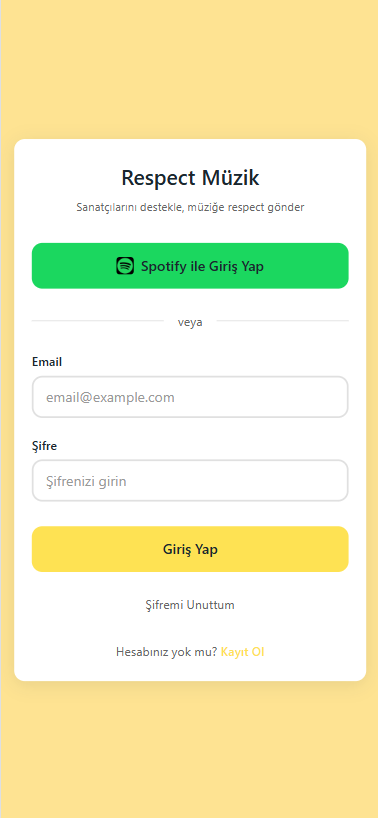 Respect Müzik
Sanatçılarını destekle, müziğe respect gönder
Spotify ile Giriş Yap
veya
Email
email@example.com
Şifre
Şifrenizi girin
Giriş Yap
Şifremi Unuttum
Hesabınız yok mu? Kayıt Ol